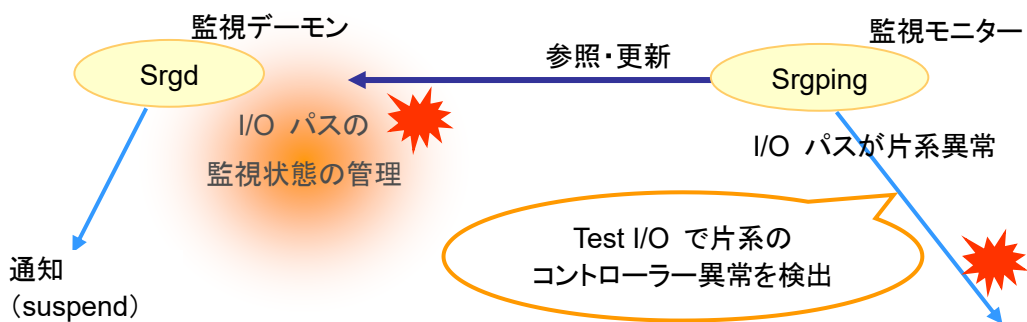 監視デーモン
Srgd
I/O パスの
監視状態の管理
通知
（suspend）
参照・更新
監視モニター
Srgping
I/O パスが片系異常
Test I/O で片系の
コントローラー異常を検出